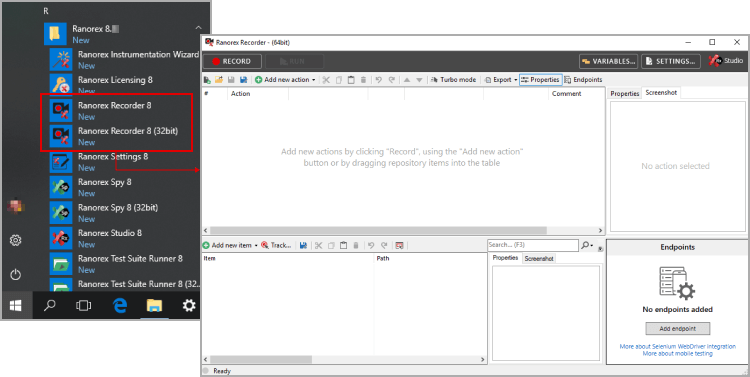 R
Ranorex 8.
New
Ranorex Instrumentation Wizard
New
Ranorex Licensing 8
New
Ranorex Recorder 8
New
Ranorex Recorder 8 (32bit)
New
Ranorex Settings 8
New
Ranorex Spy 8
New
Ranorex Spy 8 (32bit)
New
Ranorex Studio 8
New
Ranorex Test Suite Runner 8
New
Ranorex Test Suite Runner 8 (32...
Ranorex Recorder - (64bit)
RECORD
RUN
VARIABLES...
SETTINGS...
Studio
Add new action
Turbo mode
Export
Properties
Endpoints
#
Action
Comment
Properties
Screenshot
Add new actions by clicking "Record", using the "Add new action"
button or by dragging repository items into the table
No action selected
Add new item
Track...
Search... (F3)
Item
Path
Properties
Screenshot
Endpoints
No endpoints added
Add endpoint
More about Selenium WebDriver integration
More about mobile testing
Ready